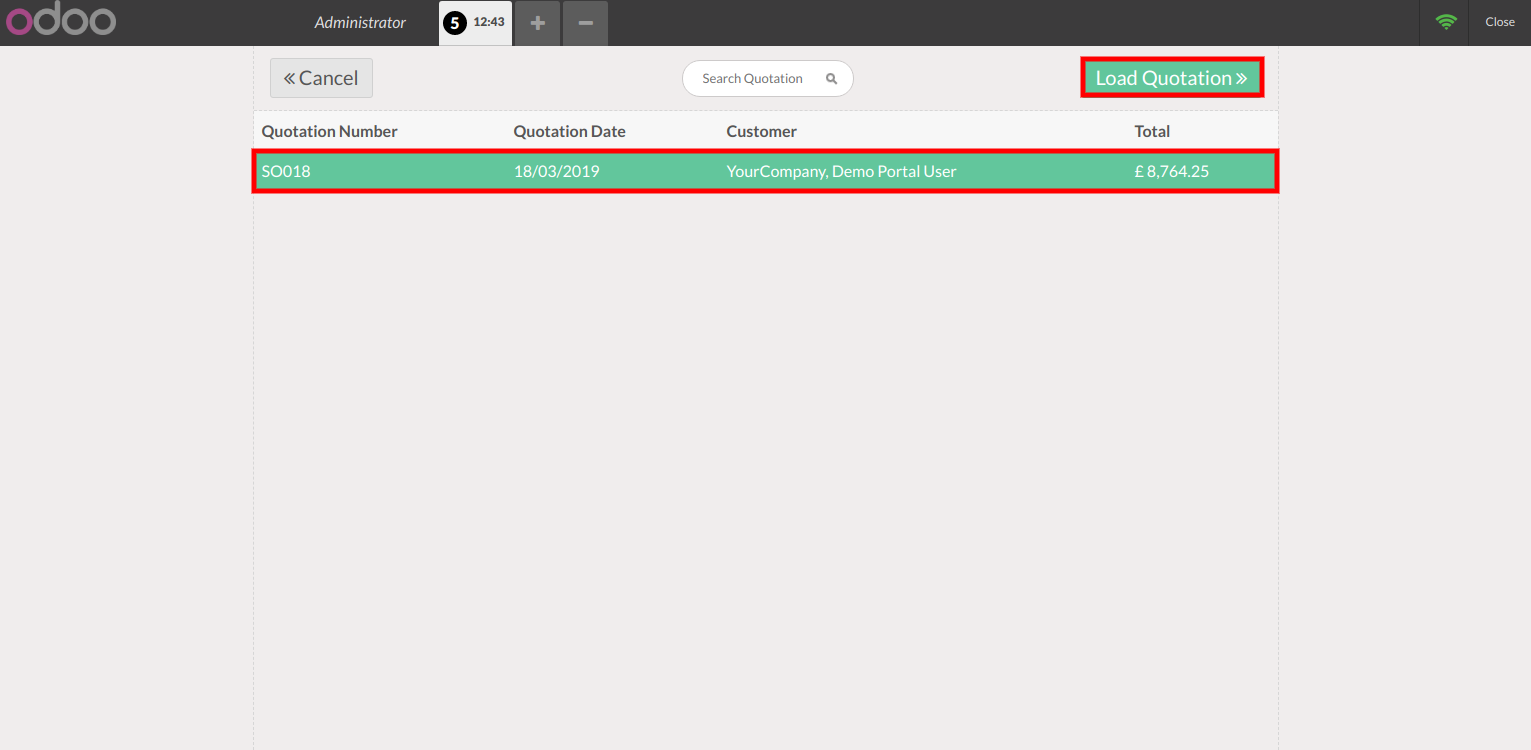 odoo Administrator 5 12:43 Close
Cancel Search Quotation Load Quotation
Quotation Number Quotation Date Customer Total
SO018 18/03/2019 YourCompany, Demo Portal User £ 8,764.25